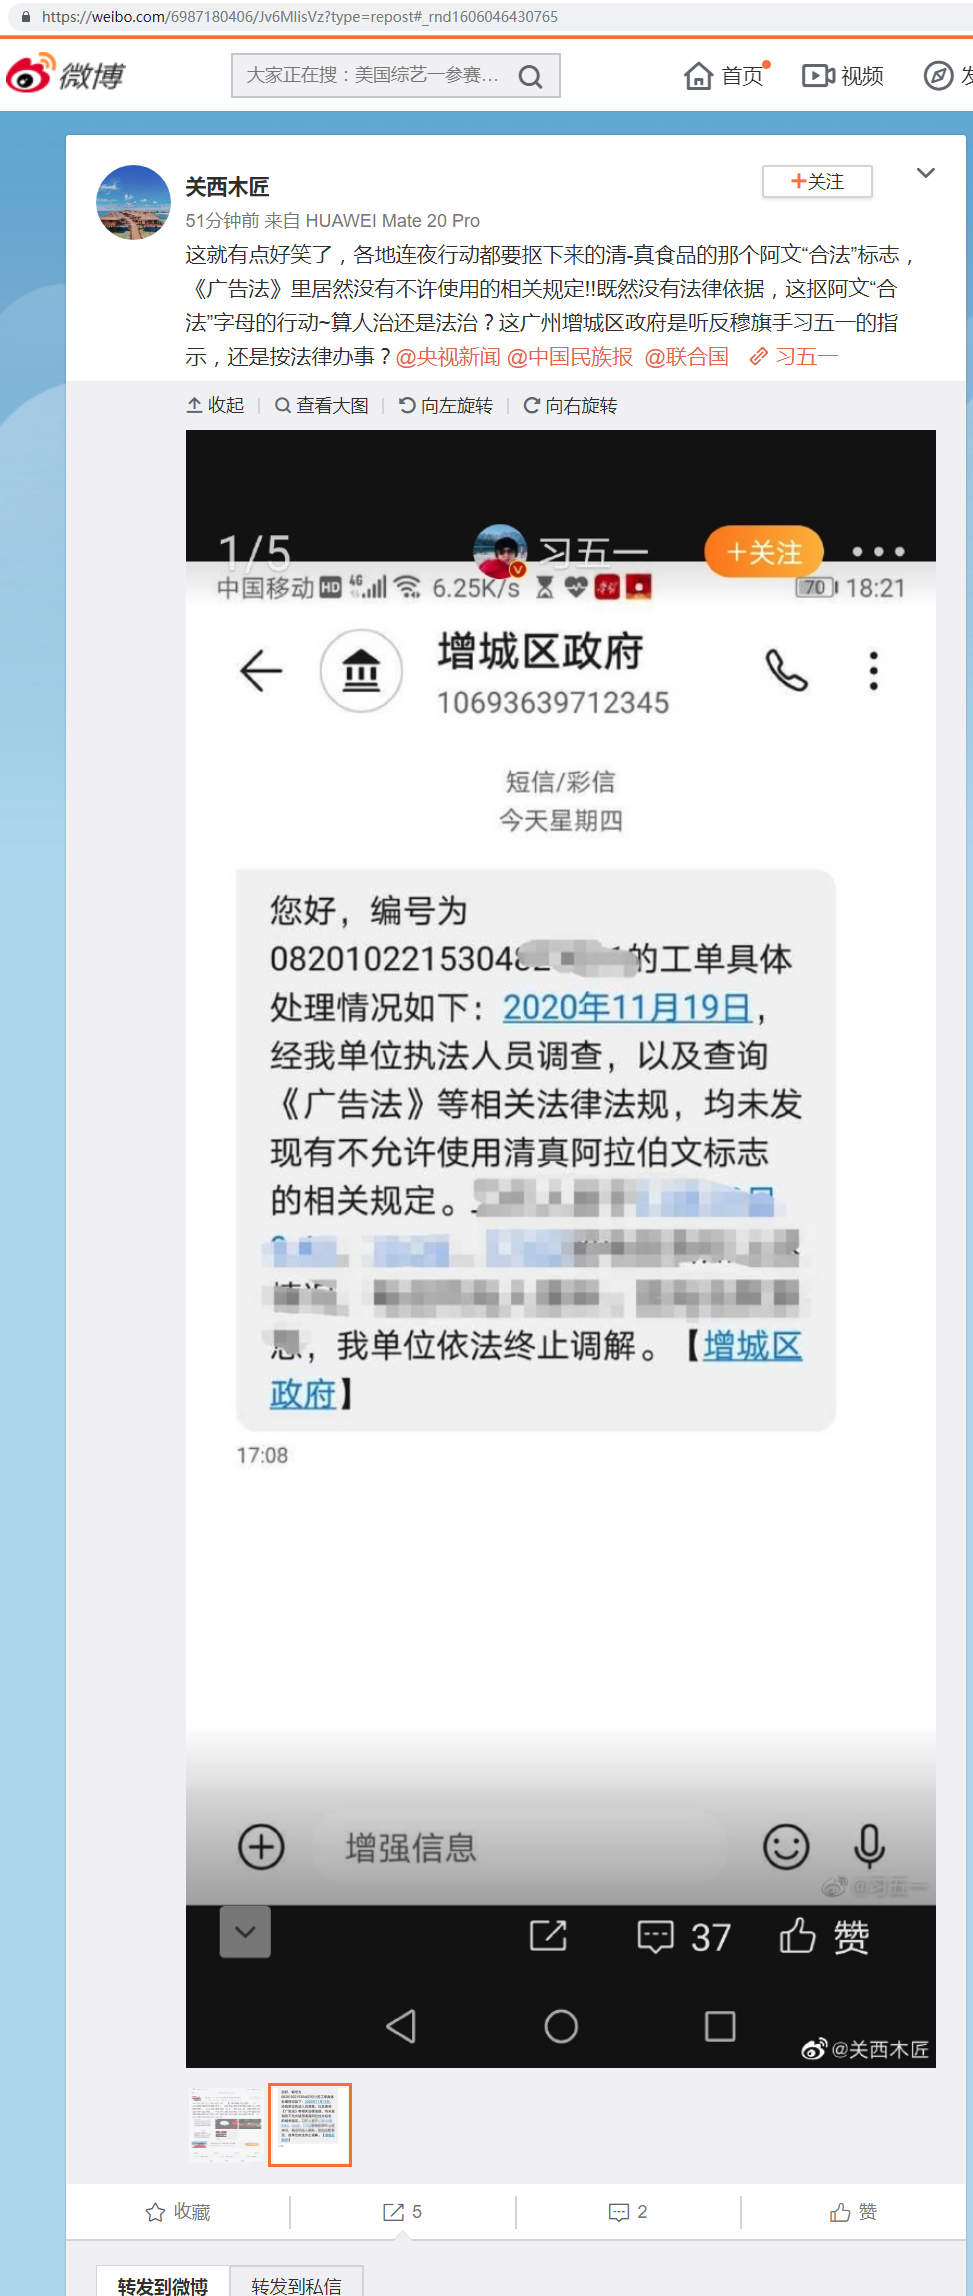 https://weibo.com/6987180406/Jv6MlisVz?type=repost#_rnd1606046430765
微博
大家正在搜：美国综艺一参赛...
首页
视频
关西木匠
+关注
51分钟前 来自 HUAWEI Mate 20 Pro
这就有点好笑了，各地连夜行动都要抠下来的清-真食品的那个阿文“合法”标志，
《广告法》里居然没有不许使用的相关规定!!既然没有法律依据，这抠阿文“合
法”字母的行动~算人治还是法治？这广州增城区政府是听反穆旗手习五一的指
示，还是按法律办事？@央视新闻 @中国民族报 @联合国 习五一
收起 查看大图 向左旋转 向右旋转
1/5 习五一 +关注
中国移动 HD 4G 6.25K/s 70 18:21
增城区政府
10693639712345
短信/彩信
今天星期四
您好，编号为
08201022153048 的工单具体
处理情况如下：2020年11月19日，
经我单位执法人员调查，以及查询
《广告法》等相关法律法规，均未发
现有不允许使用清真阿拉伯文标志
的相关规定。
，我单位依法终止调解。【增城区
政府】
17:08
增强信息
@习五一
37 赞
@关西木匠
收藏 5 2 赞
转发到微博 转发到私信